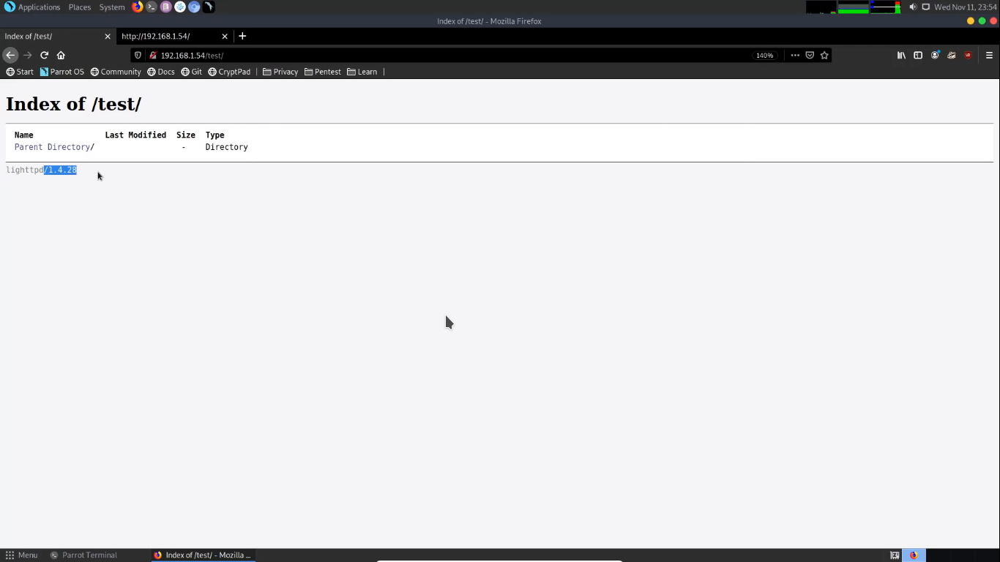 Applications Places System Wed Nov 11, 23:54
Index of /test/ - Mozilla Firefox
Index of /test/ http://192.168.1.54/
192.168.1.54/test/ 140%
Start Parrot OS Community Docs Git CryptPad Privacy Pentest Learn
Index of /test/
Name Last Modified Size Type
Parent Directory/ - Directory
lighttpd/1.4.28
Menu Parrot Terminal Index of /test/ - Mozilla ...